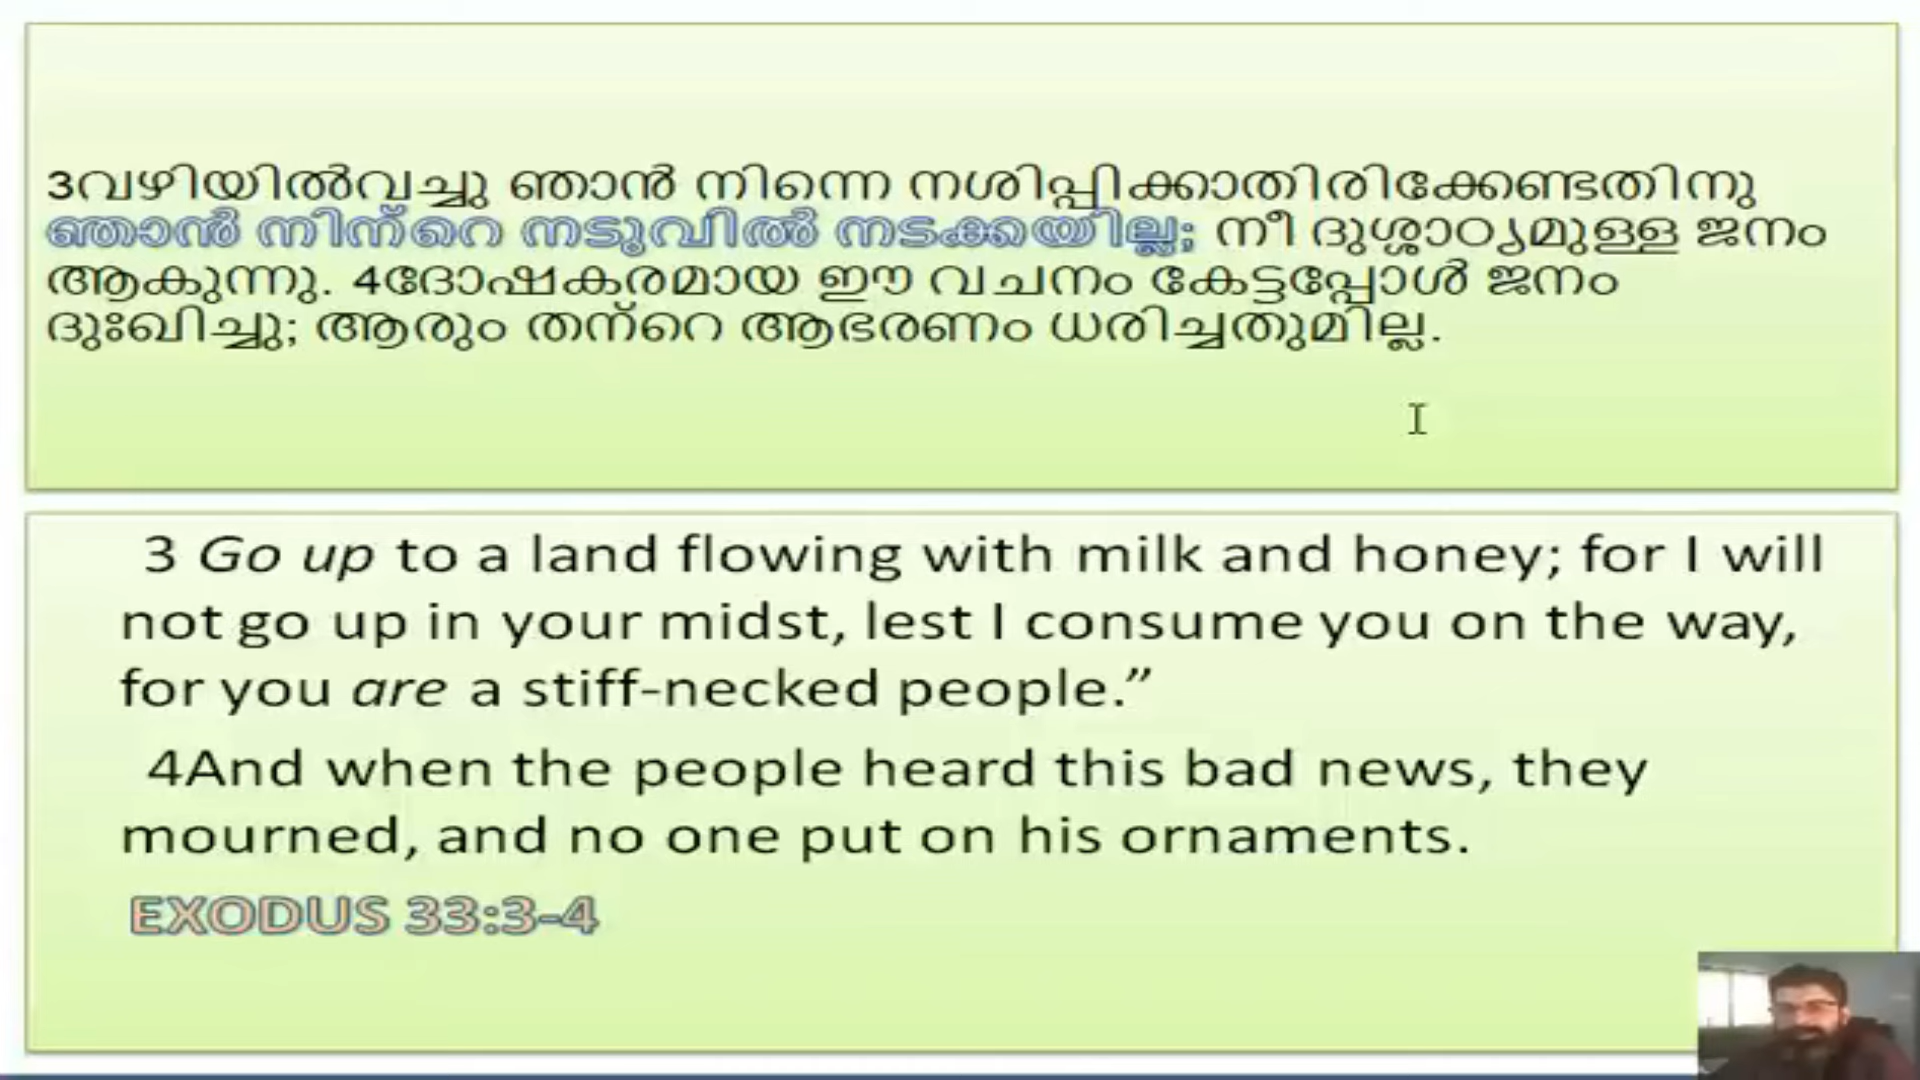 3വഴിയിൽവച്ചു ഞാൻ നിന്നെ നശിപ്പിക്കാതിരിക്കേണ്ടതിനു
ഞാൻ നിന്റെ നടുവിൽ നടക്കയില്ല; നീ ദുശ്ശാഠ്യമുള്ള ജനം
ആകുന്നു. 4ദോഷകരമായ ഈ വചനം കേട്ടപ്പോൾ ജനം
ദുഃഖിച്ചു; ആരും തന്റെ ആഭരണം ധരിച്ചതുമില്ല.
3 Go up to a land flowing with milk and honey; for I will
not go up in your midst, lest I consume you on the way,
for you are a stiff-necked people.”
4And when the people heard this bad news, they
mourned, and no one put on his ornaments.
EXODUS 33:3-4